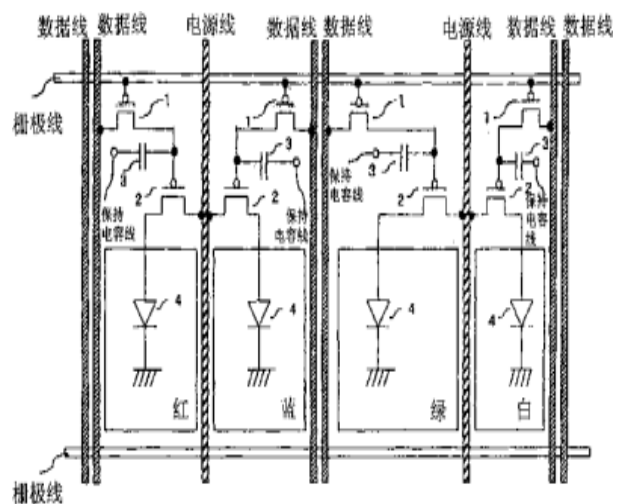 数据线 数据线 电源线 数据线 数据线 电源线 数据线 数据线
栅极线
1 1 1 1
3 3 3 3
2 2 2 2
保持
电容线
保持
电容线
保持
电容线
保持
电容
线
4 4 4 4
红 蓝 绿 白
栅极线